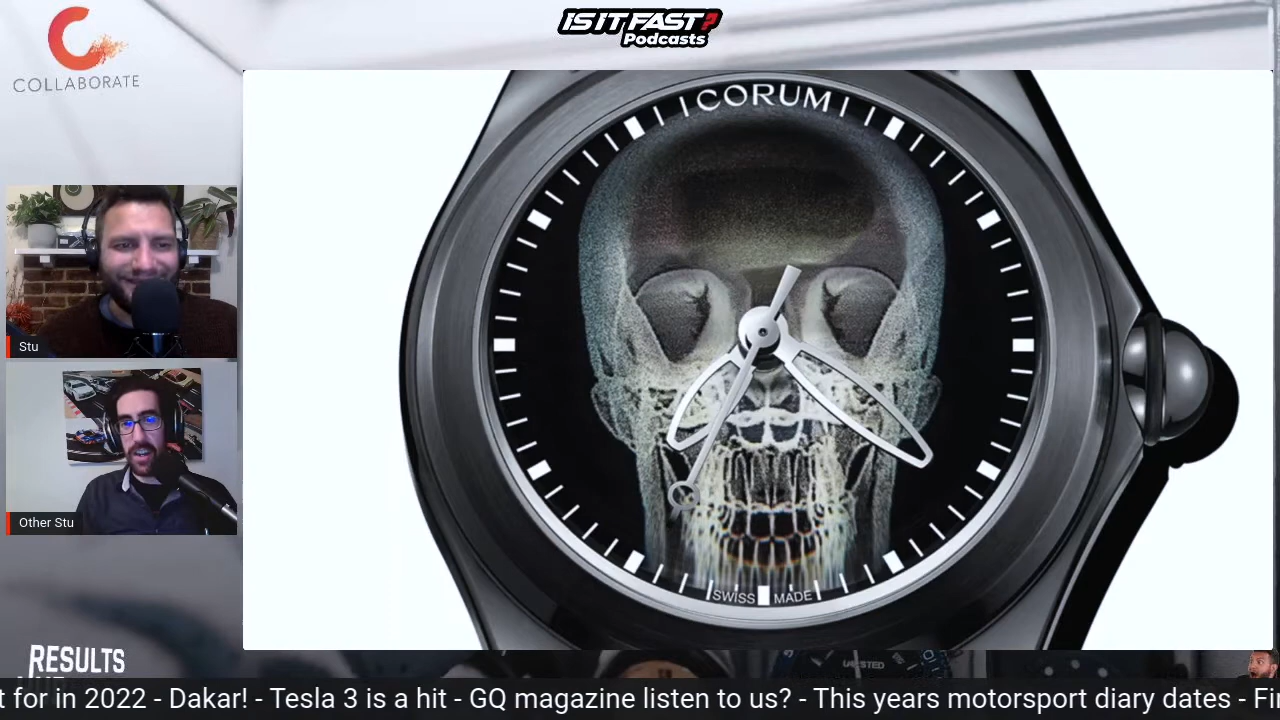 IS IT FAST?
Podcasts
COLLABORATE
CORUM
SWISS MADE
Stu
Other Stu
RESULTS
t for in 2022 - Dakar! - Tesla 3 is a hit - GQ magazine listen to us? - This years motorsport diary dates - Fi